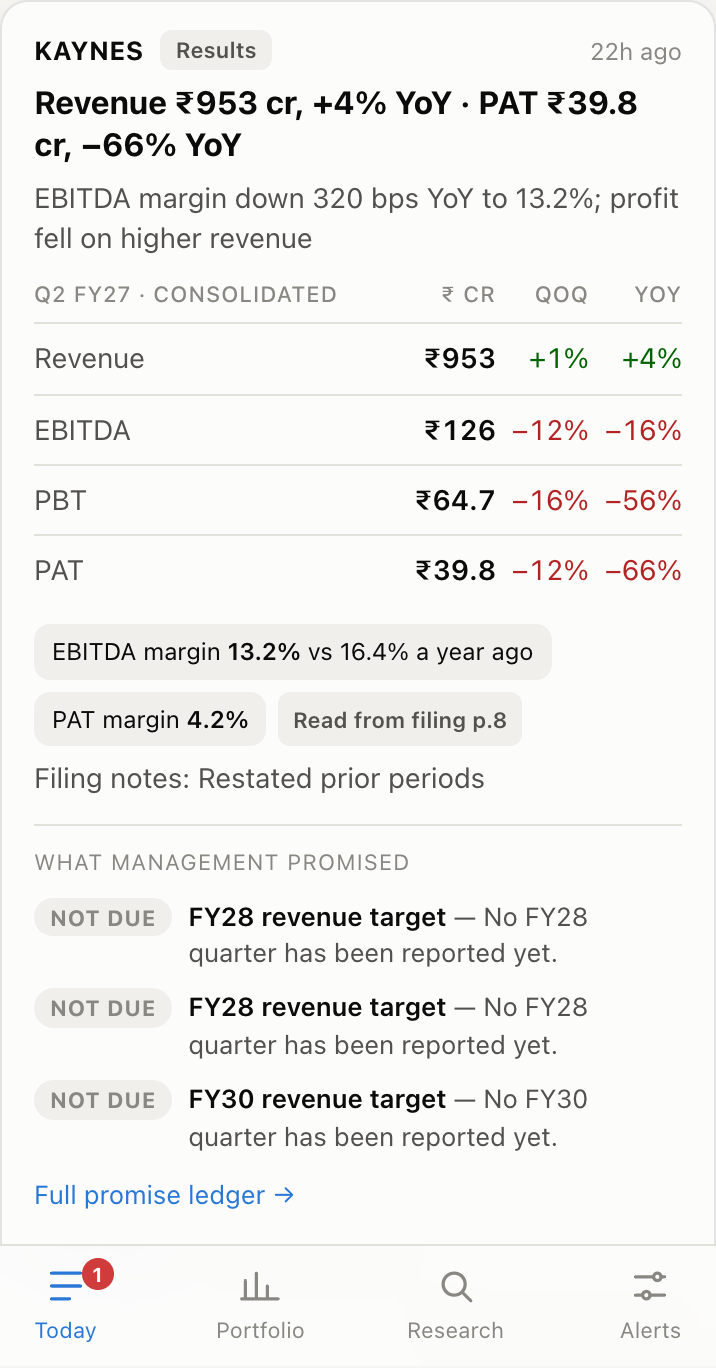 KAYNES Results 22h ago
Revenue ₹953 cr, +4% YoY · PAT ₹39.8
cr, −66% YoY
EBITDA margin down 320 bps YoY to 13.2%; profit
fell on higher revenue
Q2 FY27 · CONSOLIDATED ₹ CR QOQ YOY
Revenue ₹953 +1% +4%
EBITDA ₹126 −12% −16%
PBT ₹64.7 −16% −56%
PAT ₹39.8 −12% −66%
EBITDA margin 13.2% vs 16.4% a year ago
PAT margin 4.2% Read from filing p.8
Filing notes: Restated prior periods
WHAT MANAGEMENT PROMISED
NOT DUE FY28 revenue target — No FY28
quarter has been reported yet.
NOT DUE FY28 revenue target — No FY28
quarter has been reported yet.
NOT DUE FY30 revenue target — No FY30
quarter has been reported yet.
Full promise ledger →
1
Today Portfolio Research Alerts